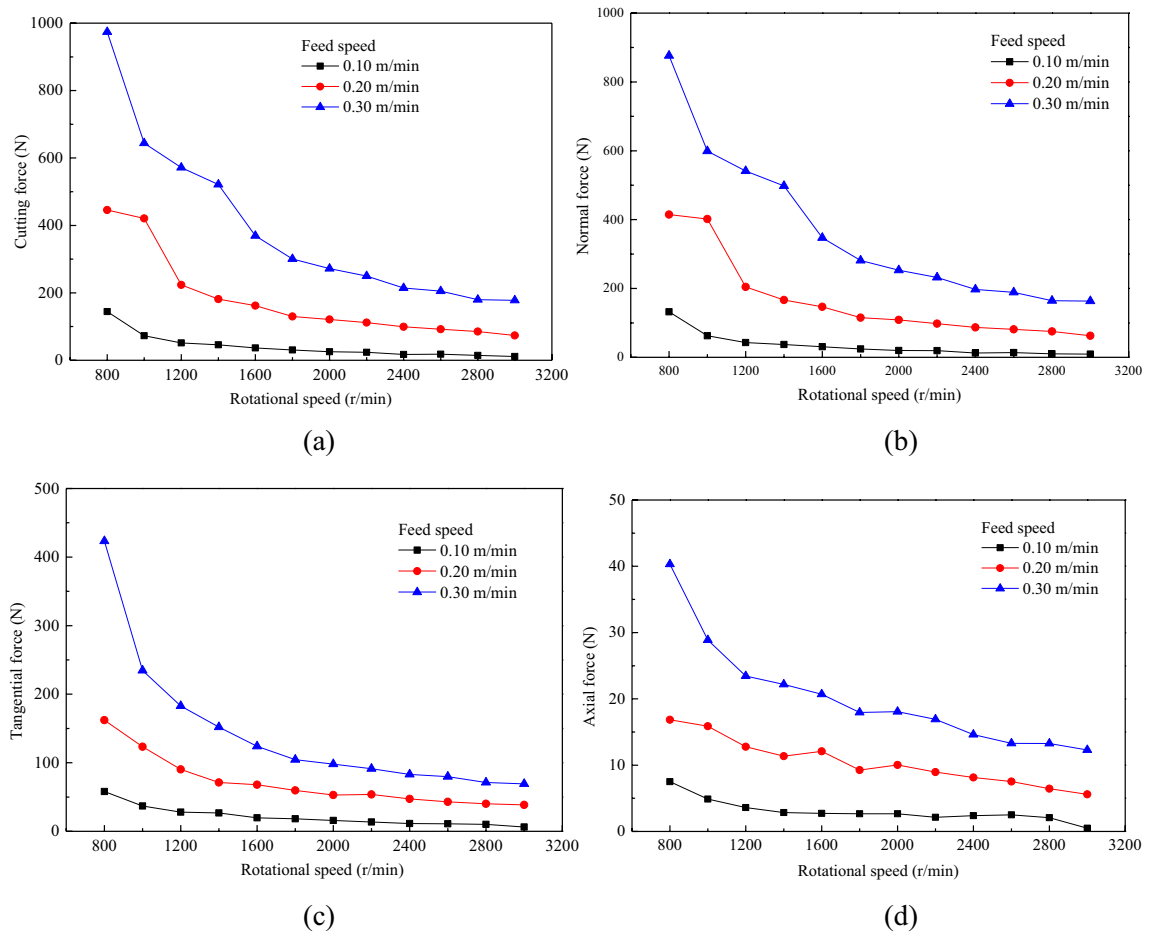 1000
800
600
400
200
0
Cutting force (N)
Feed speed
0.10 m/min
0.20 m/min
0.30 m/min
800 1200 1600 2000 2400 2800 3200
Rotational speed (r/min)
(a)
1000
800
600
400
200
0
Normal force (N)
Feed speed
0.10 m/min
0.20 m/min
0.30 m/min
800 1200 1600 2000 2400 2800 3200
Rotational speed (r/min)
(b)
500
400
300
200
100
0
Tangential force (N)
Feed speed
0.10 m/min
0.20 m/min
0.30 m/min
800 1200 1600 2000 2400 2800 3200
Rotational speed (r/min)
(c)
50
40
30
20
10
0
Axial force (N)
Feed speed
0.10 m/min
0.20 m/min
0.30 m/min
800 1200 1600 2000 2400 2800 3200
Rotational speed (r/min)
(d)